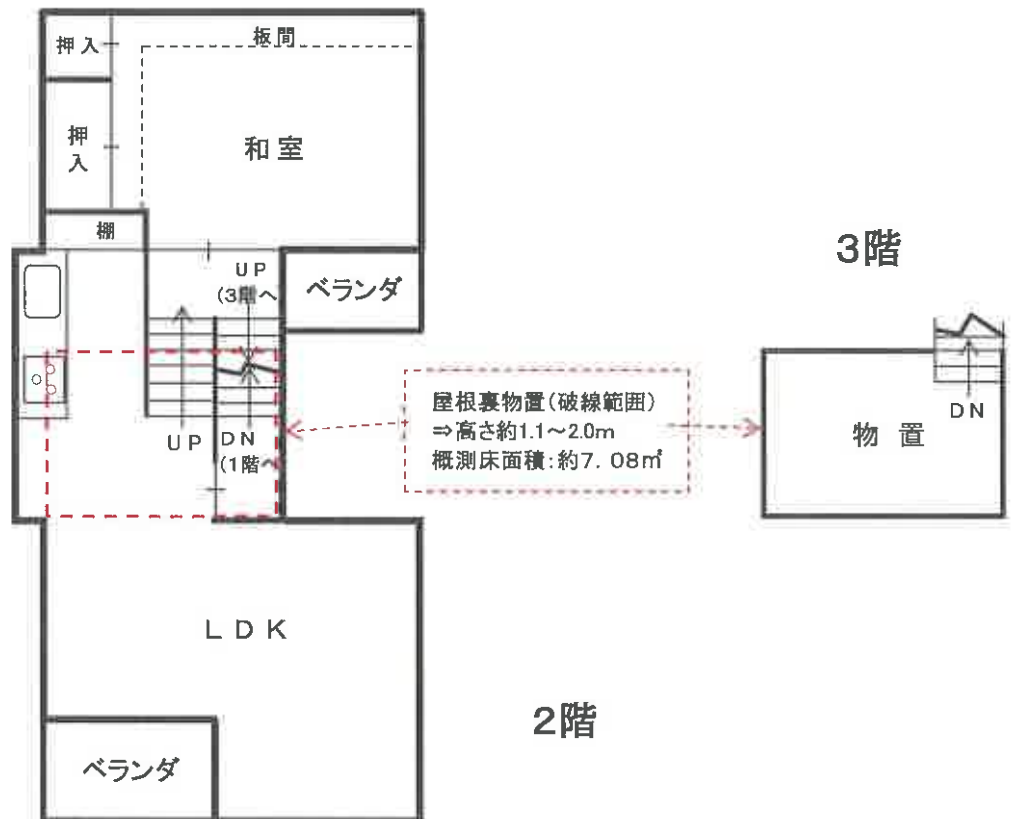 押入
板間
押入
和室
棚
UP
(3階へ
ベランダ
3階
屋根裏物置(破線範囲)
⇒高さ約1.1～2.0m
概測床面積:約7.08㎡
UP
DN
(1階へ
物置
DN
LDK
2階
ベランダ